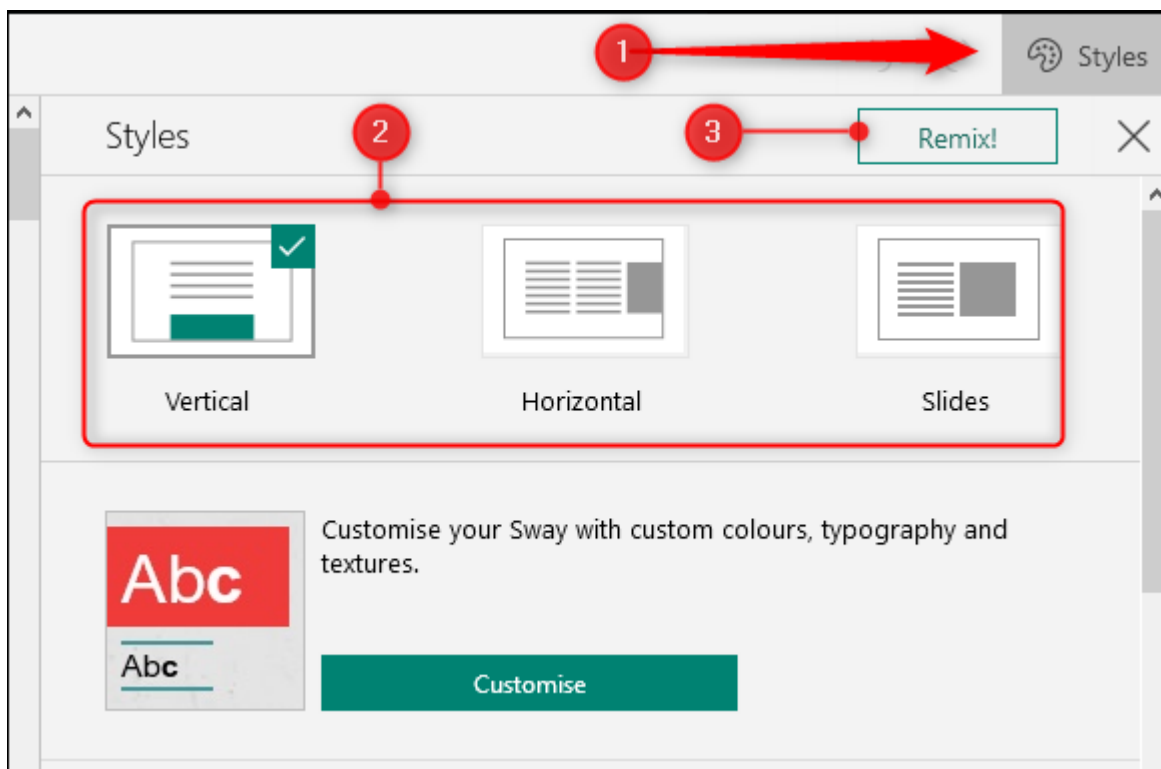 1
Styles
Styles
2
3
Remix!
Vertical
Horizontal
Slides
Abc
Abc
Customise your Sway with custom colours, typography and
textures.
Customise